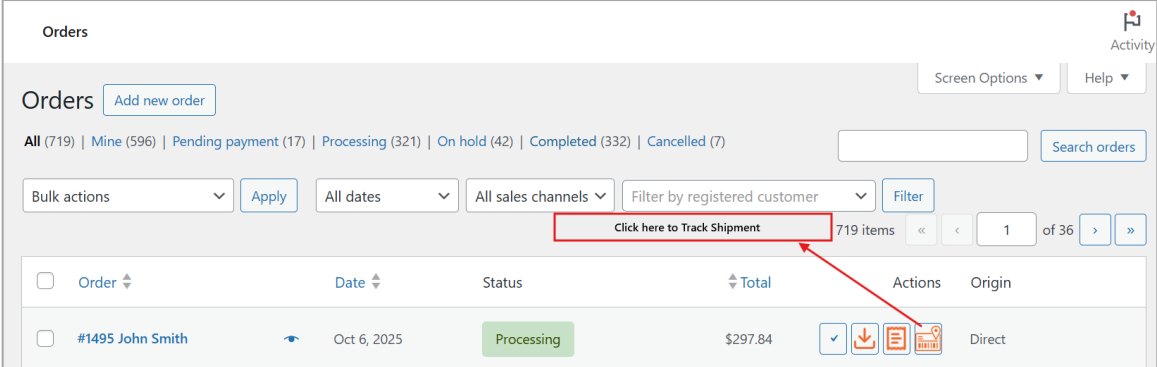 Orders
Activity
Screen Options ▼ Help ▼
Orders Add new order
All (719) | Mine (596) | Pending payment (17) | Processing (321) | On hold (42) | Completed (332) | Cancelled (7)
Search orders
Bulk actions Apply All dates All sales channels Filter by registered customer Filter
Click here to Track Shipment
719 items « ‹ 1 of 36 › »
Order Date Status Total Actions Origin
#1495 John Smith Oct 6, 2025 Processing $297.84 Direct